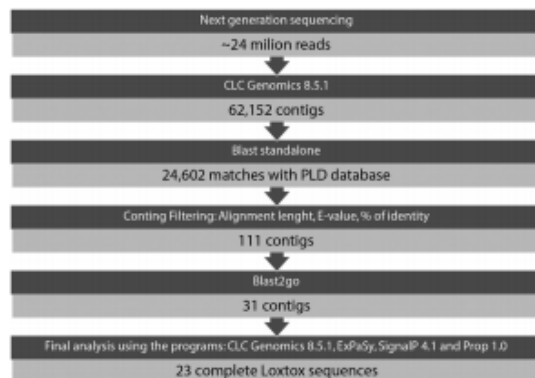 Next generation sequencing
~24 milion reads
CLC Genomics 8.5.1
62,152 contigs
Blast standalone
24,602 matches with PLD database
Conting Filtering: Alignment lenght, E-value, % of identity
111 contigs
Blast2go
31 contigs
Final analysis using the programs: CLC Genomics 8.5.1, ExPaSy, SignalP 4.1 and Prop 1.0
23 complete Loxtox sequences